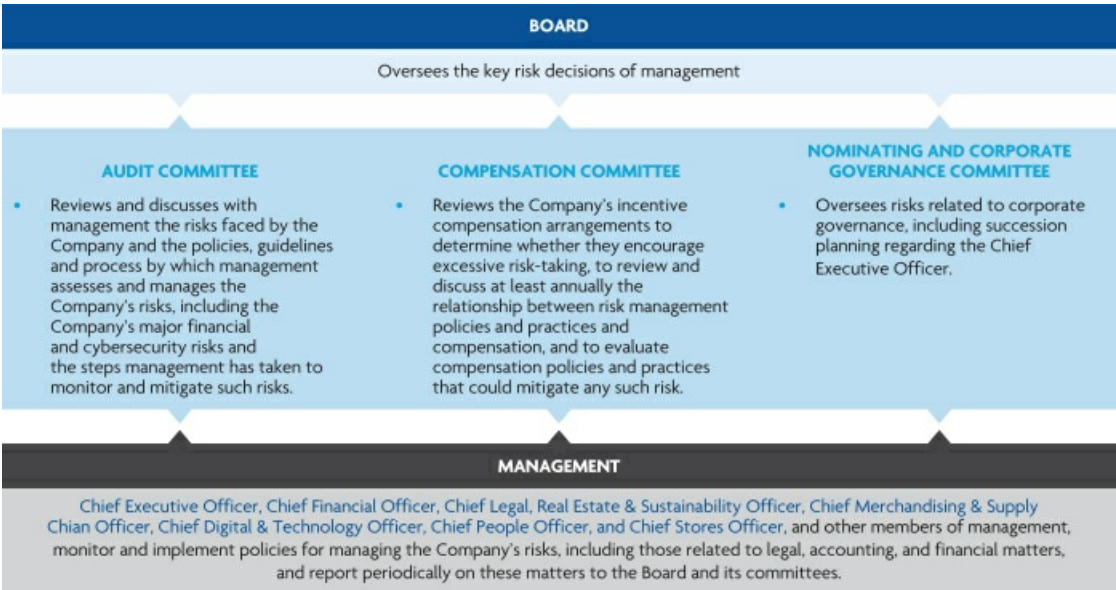 BOARD
Oversees the key risk decisions of management
AUDIT COMMITTEE
• Reviews and discusses with
management the risks faced by the
Company and the policies, guidelines
and process by which management
assesses and manages the
Company's risks, including the
Company's major financial
and cybersecurity risks and
the steps management has taken to
monitor and mitigate such risks.
COMPENSATION COMMITTEE
• Reviews the Company's incentive
compensation arrangements to
determine whether they encourage
excessive risk-taking, to review and
discuss at least annually the
relationship between risk management
policies and practices and
compensation, and to evaluate
compensation policies and practices
that could mitigate any such risk.
NOMINATING AND CORPORATE
GOVERNANCE COMMITTEE
• Oversees risks related to corporate
governance, including succession
planning regarding the Chief
Executive Officer.
MANAGEMENT
Chief Executive Officer, Chief Financial Officer, Chief Legal, Real Estate & Sustainability Officer, Chief Merchandising & Supply
Chian Officer, Chief Digital & Technology Officer, Chief People Officer, and Chief Stores Officer, and other members of management,
monitor and implement policies for managing the Company's risks, including those related to legal, accounting, and financial matters,
and report periodically on these matters to the Board and its committees.